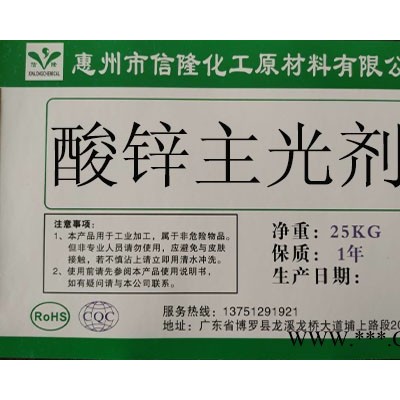 信 隆
XINLONGCHEMICAL
惠州市信隆化工原材料有限公
酸锌主光剂
注意事项：
1、本产品用于工业加工，属于非危险物品。
但非专业人员请勿使用，应避免与皮肤
接触，若不慎沾上请立即用清水冲洗。
2、使用前请先参阅本产品使用说明书，
如有疑问请与本公司联系。
净重：25KG
保质：1年
生产日期：
RoHS
CQC
服务热线：13751291921
地址：广东省博罗县龙溪龙桥大道埔上路段20
www.***.c